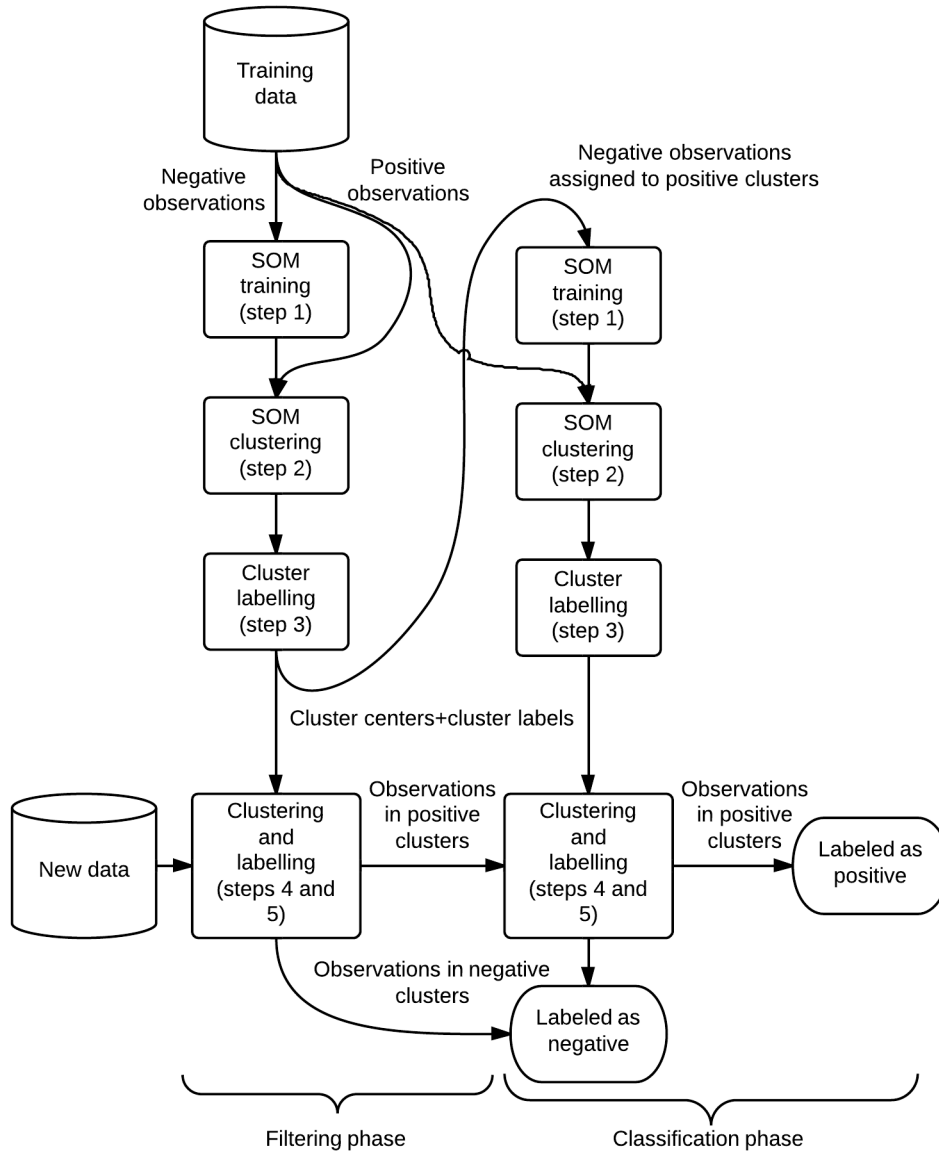 Training
data
Negative
observations
Positive
observations
Negative observations
assigned to positive clusters
SOM
training
(step 1)
SOM
training
(step 1)
SOM
clustering
(step 2)
SOM
clustering
(step 2)
Cluster
labelling
(step 3)
Cluster
labelling
(step 3)
Cluster centers+cluster labels
New data
Clustering
and
labelling
(steps 4 and
5)
Observations
in positive
clusters
Clustering
and
labelling
(steps 4 and
5)
Observations
in positive
clusters
Labeled as
positive
Observations in negative
clusters
Labeled as
negative
Filtering phase
Classification phase